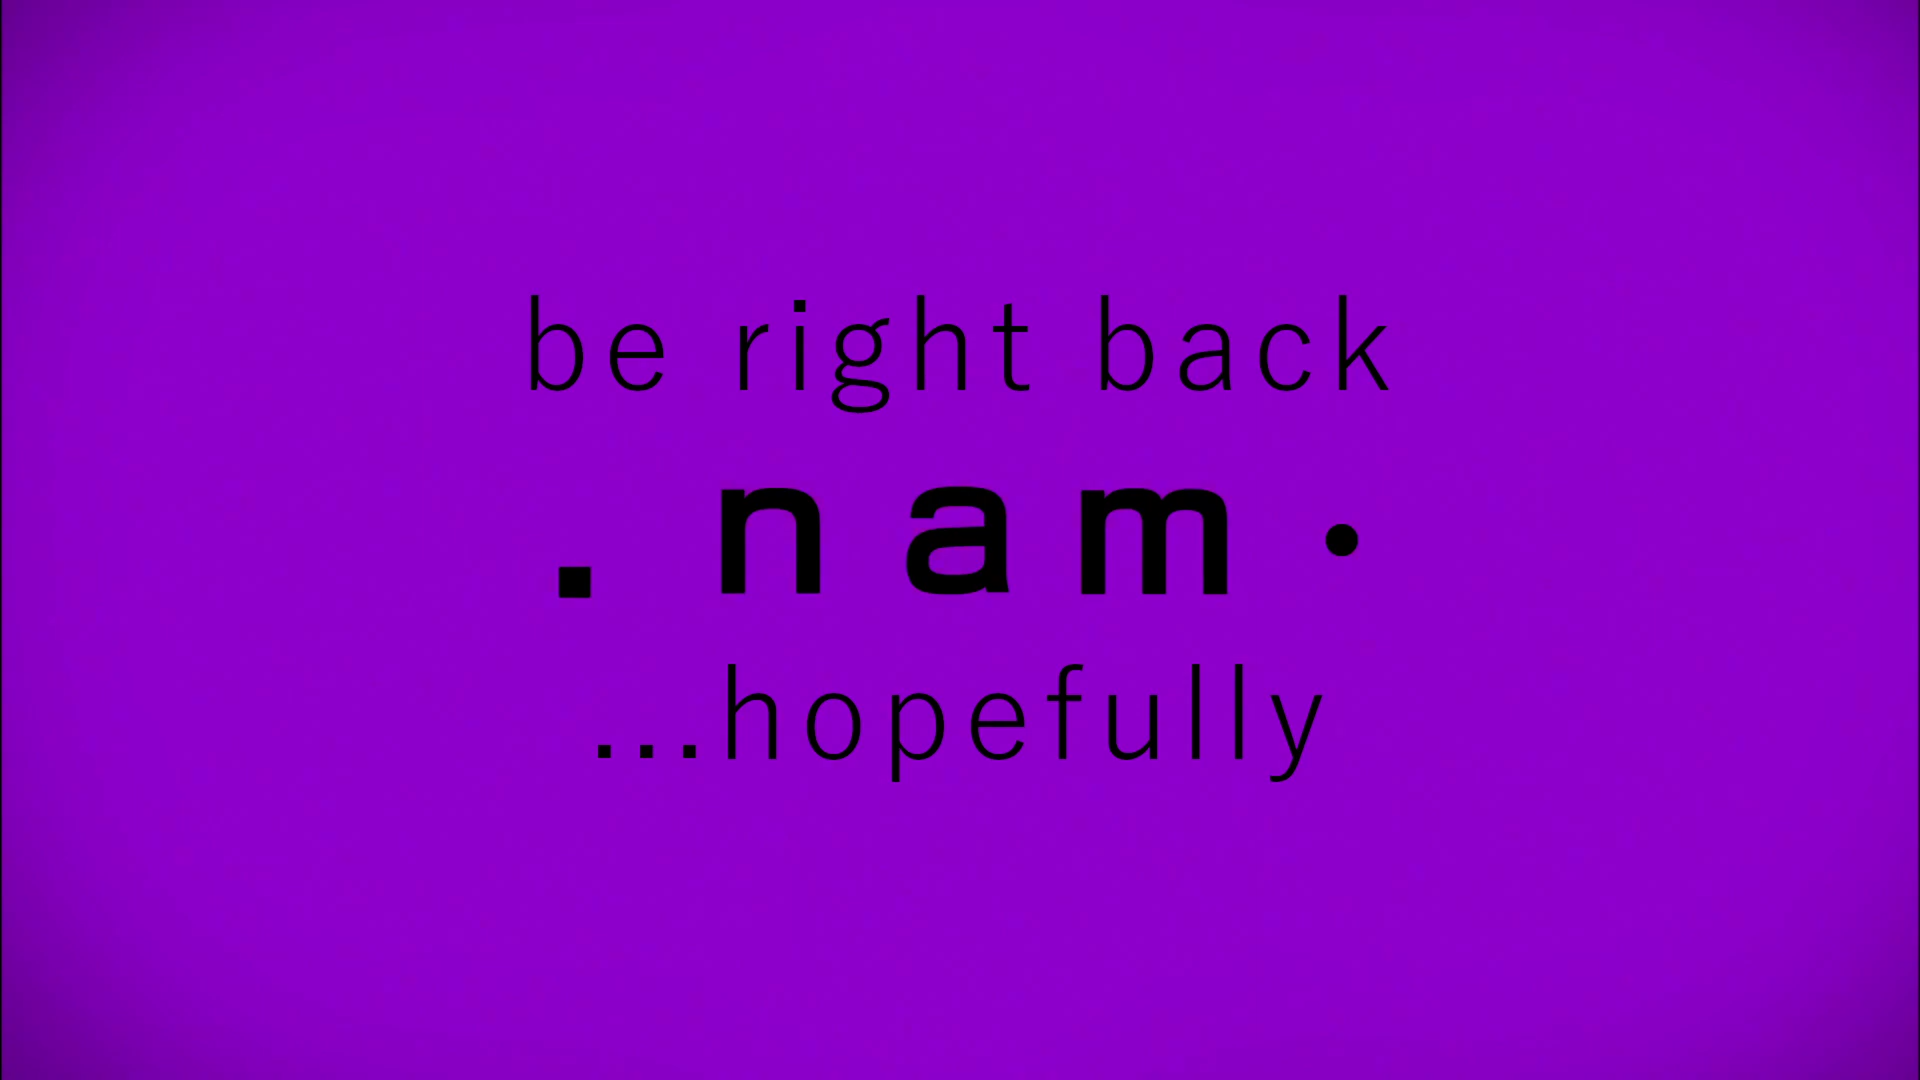 be right back
. nam ·
...hopefully